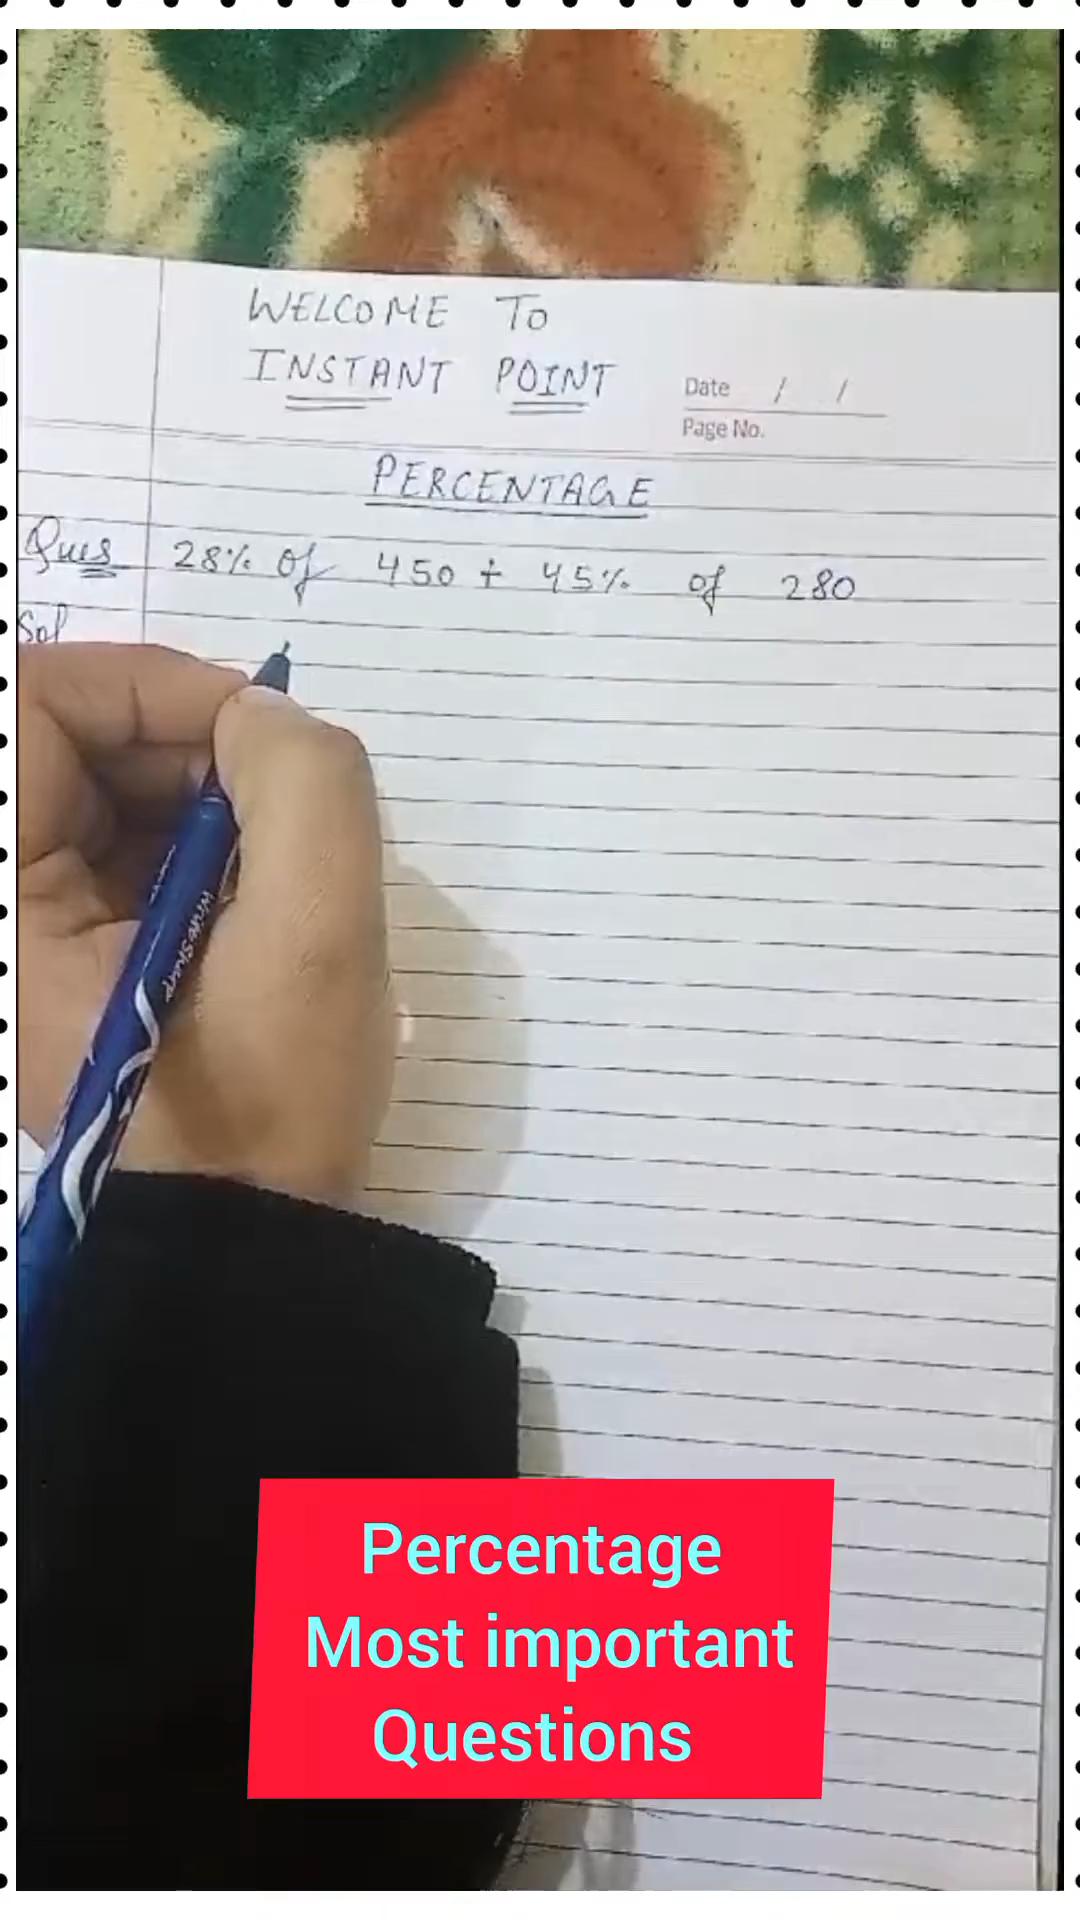 WELCOME To
INSTANT POINT
Date / /
Page No.
PERCENTAGE
Ques 28% of 450 + 45% of 280
Sol
Percentage
Most important
Questions